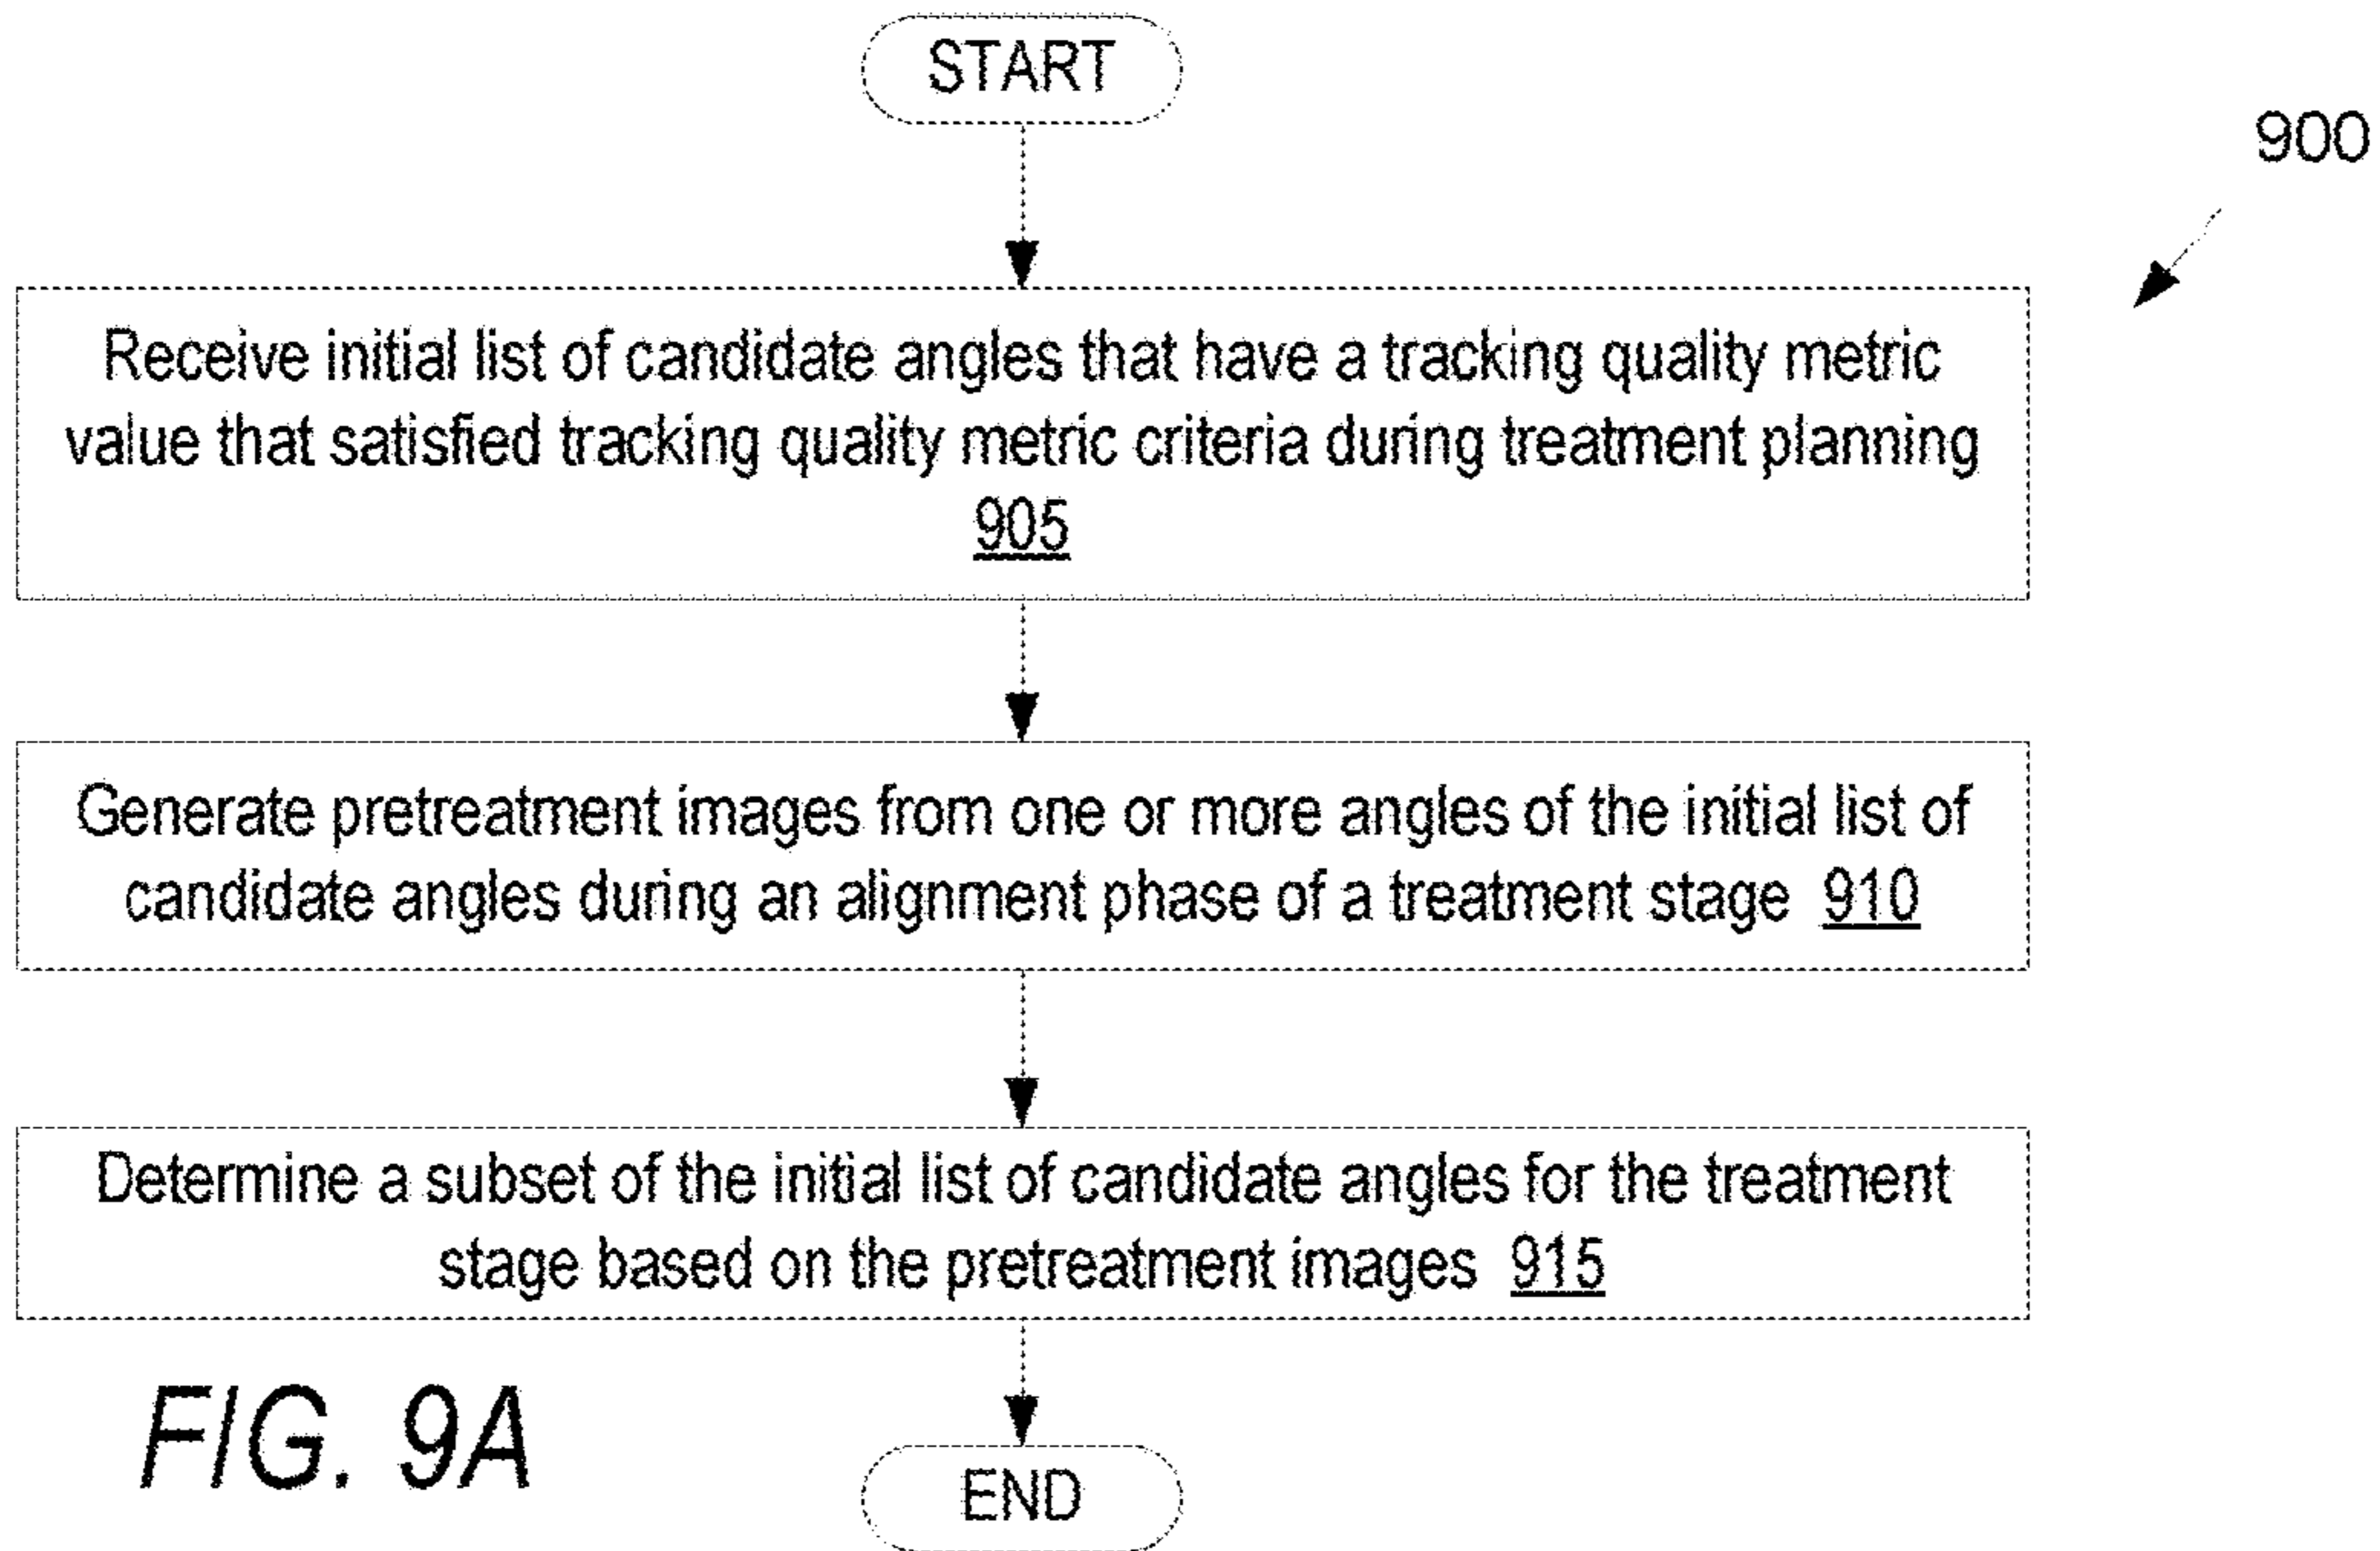 START
900
Receive initial list of candidate angles that have a tracking quality metric
value that satisfied tracking quality metric criteria during treatment planning
905
Generate pretreatment images from one or more angles of the initial list of
candidate angles during an alignment phase of a treatment stage 910
Determine a subset of the initial list of candidate angles for the treatment
stage based on the pretreatment images 915
FIG. 9A
END